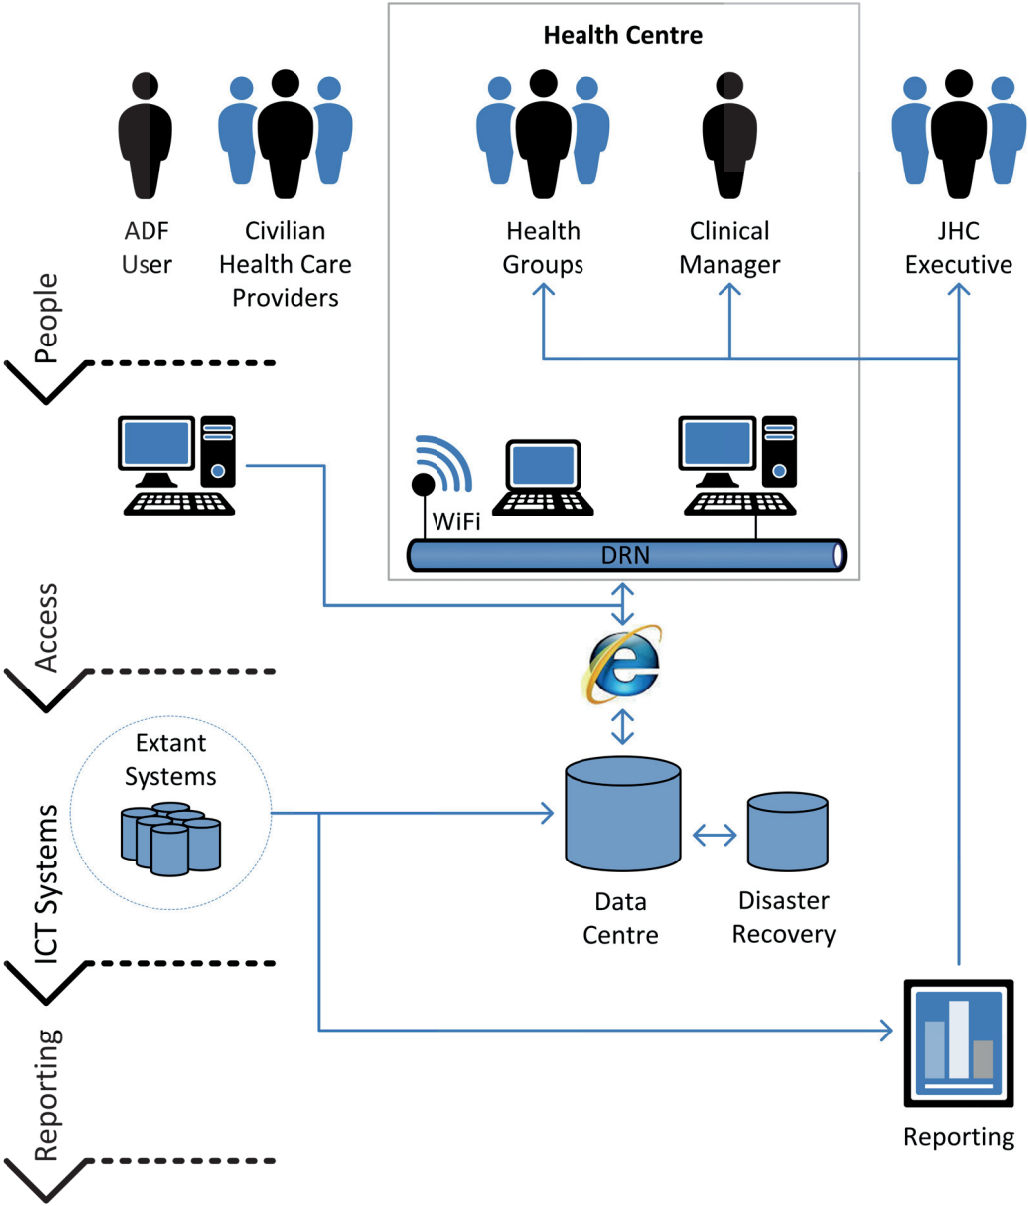 Health Centre
ADF
User
Civilian
Health Care
Providers
Health
Groups
Clinical
Manager
JHC
Executive
People
WiFi
DRN
Access
Extant
Systems
ICT Systems
Data
Centre
Disaster
Recovery
Reporting
Reporting